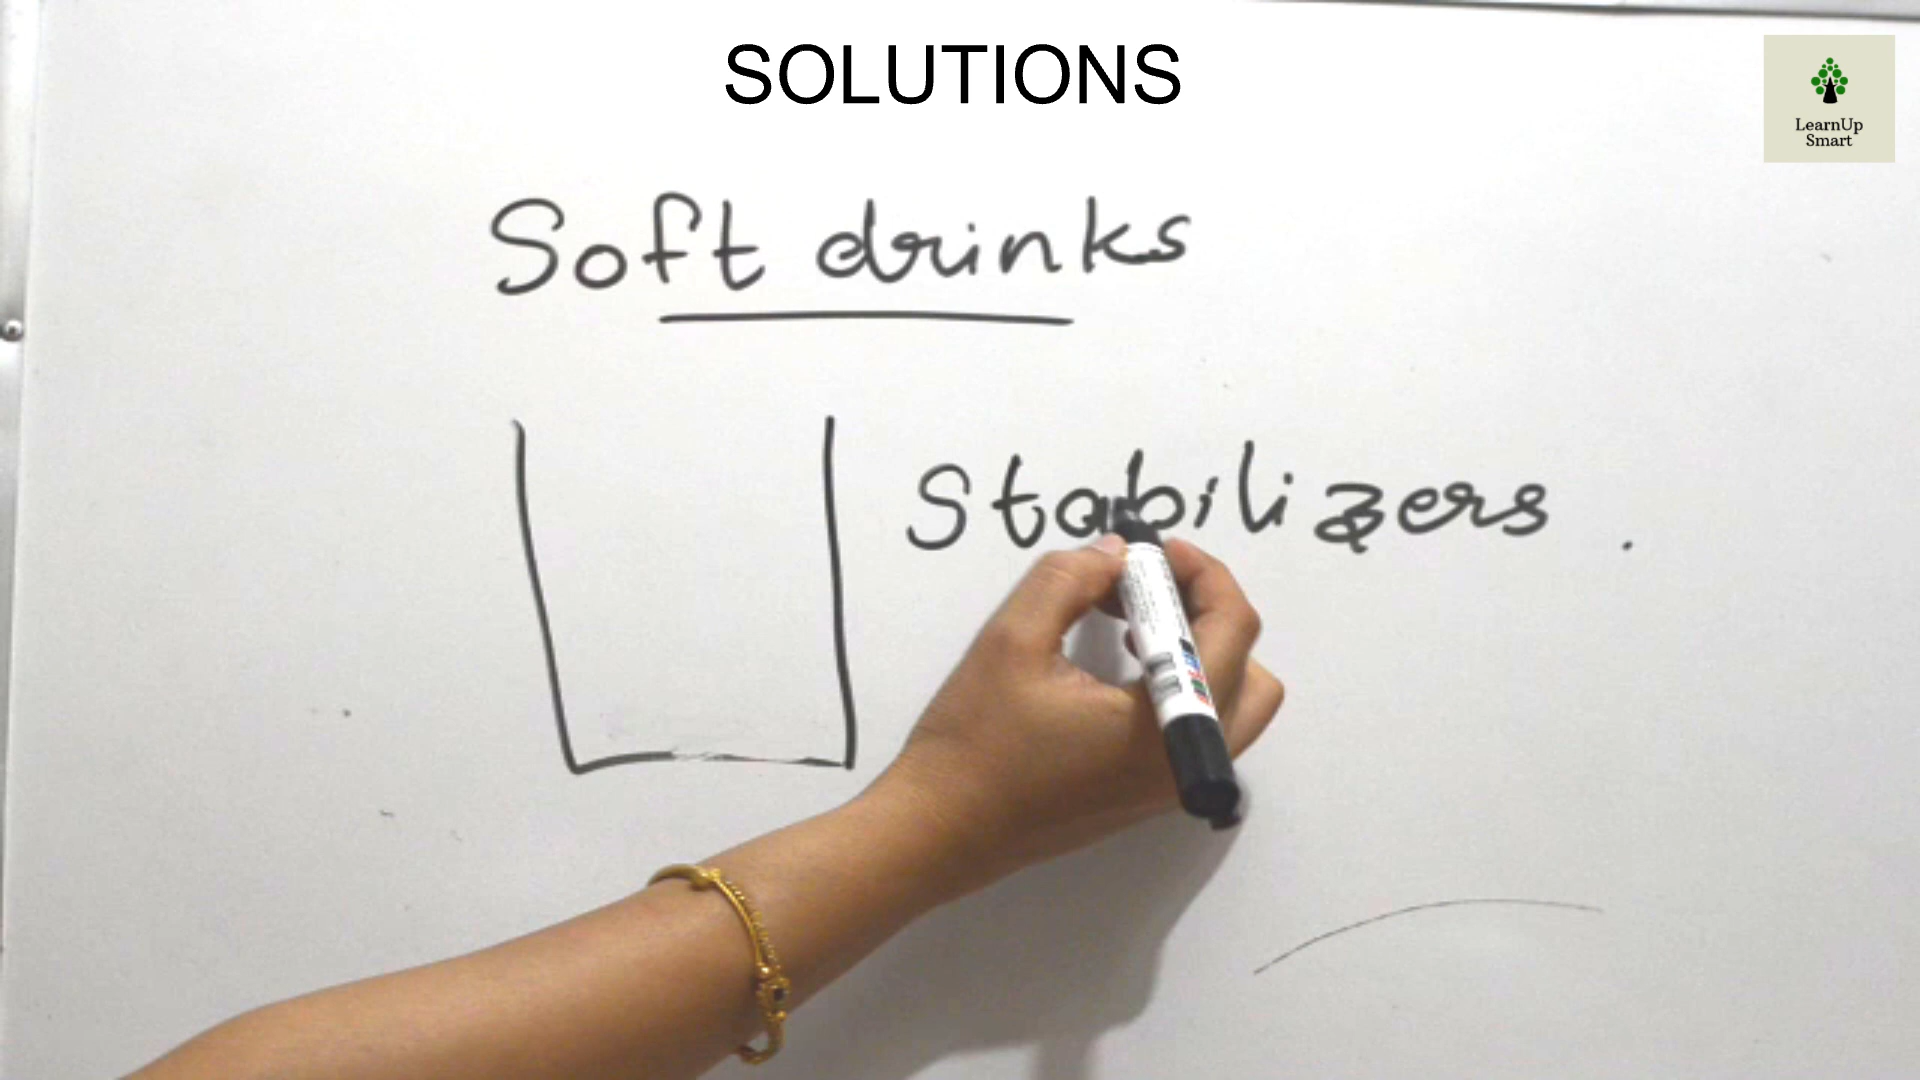 SOLUTIONS
LearnUp
Smart
Soft drinks
Stabilizers .